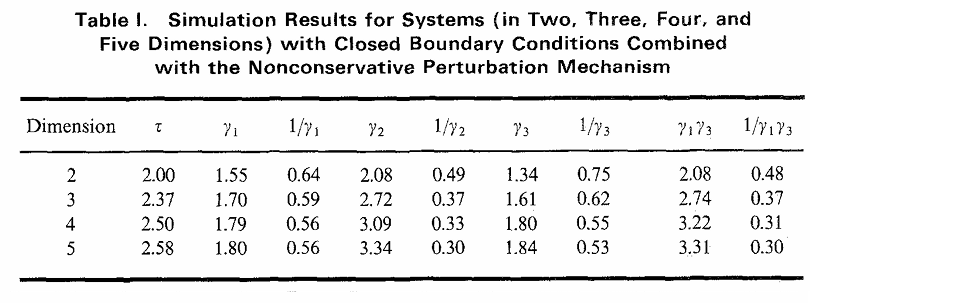 Table I. Simulation Results for Systems (in Two, Three, Four, and
Five Dimensions) with Closed Boundary Conditions Combined
with the Nonconservative Perturbation Mechanism
Dimension τ γ₁ 1/γ₁ γ₂ 1/γ₂ γ₃ 1/γ₃ γ₁γ₃ 1/γ₁γ₃
2 2.00 1.55 0.64 2.08 0.49 1.34 0.75 2.08 0.48
3 2.37 1.70 0.59 2.72 0.37 1.61 0.62 2.74 0.37
4 2.50 1.79 0.56 3.09 0.33 1.80 0.55 3.22 0.31
5 2.58 1.80 0.56 3.34 0.30 1.84 0.53 3.31 0.30